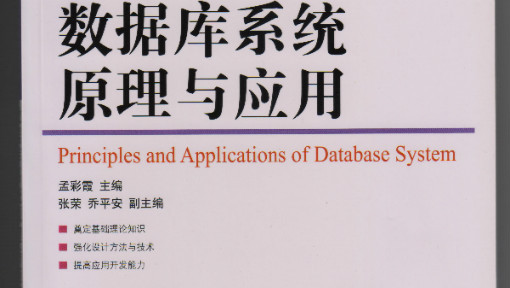 数据库系统
原理与应用
Principles and Applications of Database System
孟彩霞 主编
张荣 乔平安 副主编
奠定基础理论知识
强化设计方法与技术
提高应用开发能力